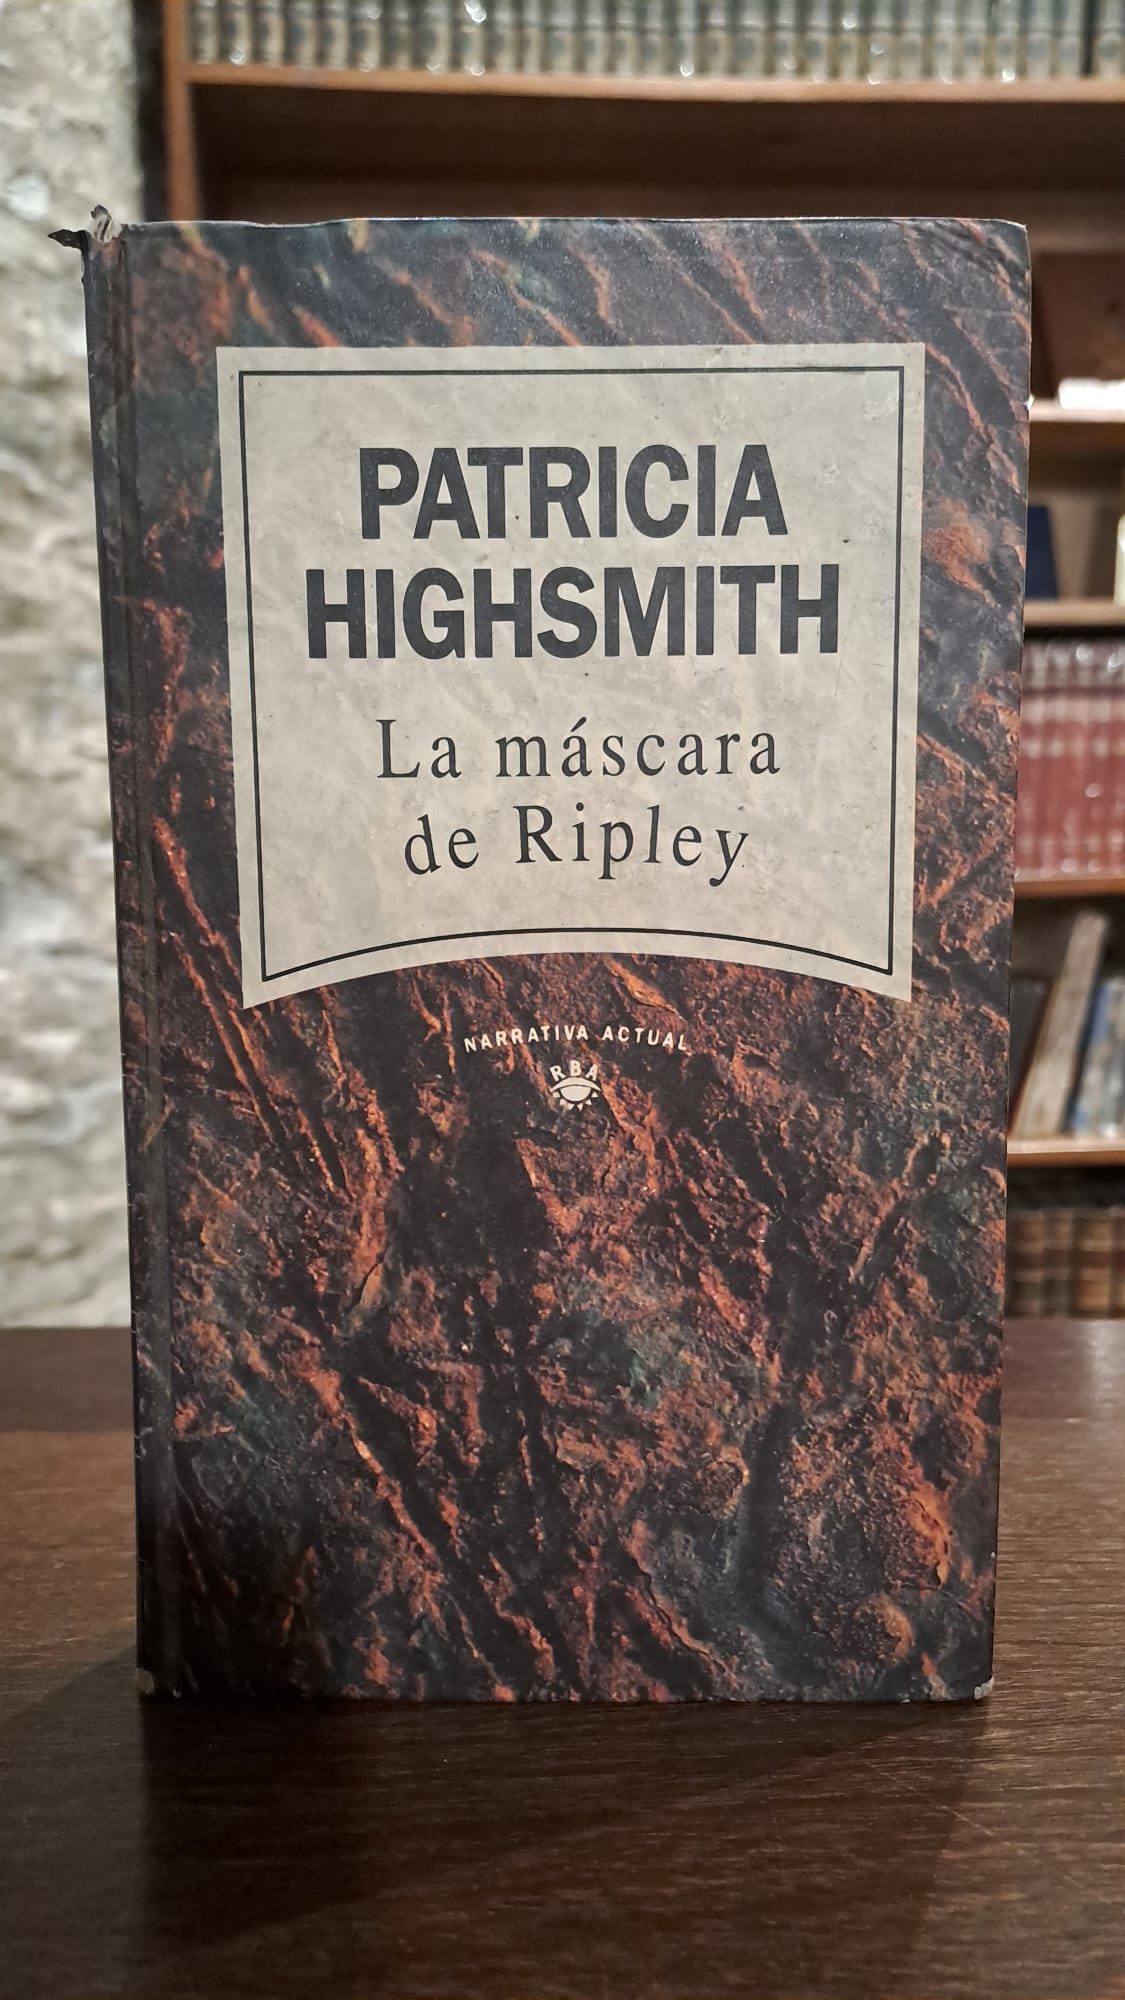 PATRICIA
HIGHSMITH
La máscara
de Ripley
NARRATIVA ACTUAL
RBA